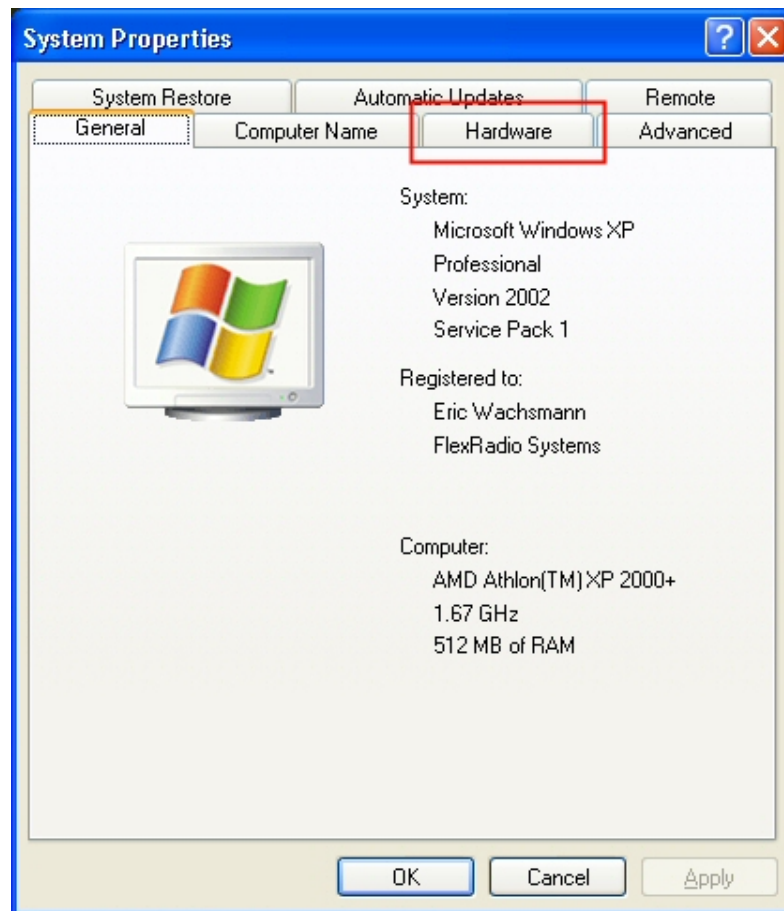 System Properties
?
X
System Restore
Automatic Updates
Remote
General
Computer Name
Hardware
Advanced
System:
Microsoft Windows XP
Professional
Version 2002
Service Pack 1
Registered to:
Eric Wachsmann
FlexRadio Systems
Computer:
AMD Athlon(TM) XP 2000+
1.67 GHz
512 MB of RAM
OK
Cancel
Apply